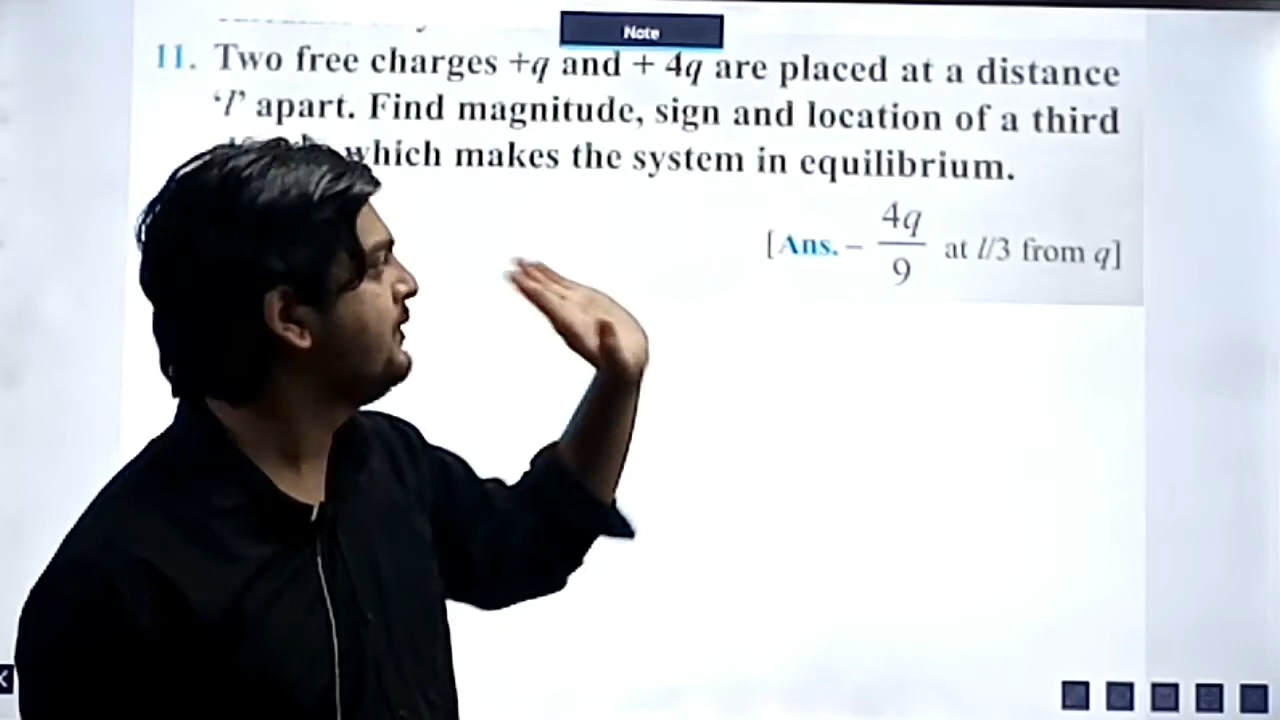 Note
11. Two free charges +q and + 4q are placed at a distance
'l' apart. Find magnitude, sign and location of a third
which makes the system in equilibrium.
[Ans. – 4q/9 at l/3 from q]